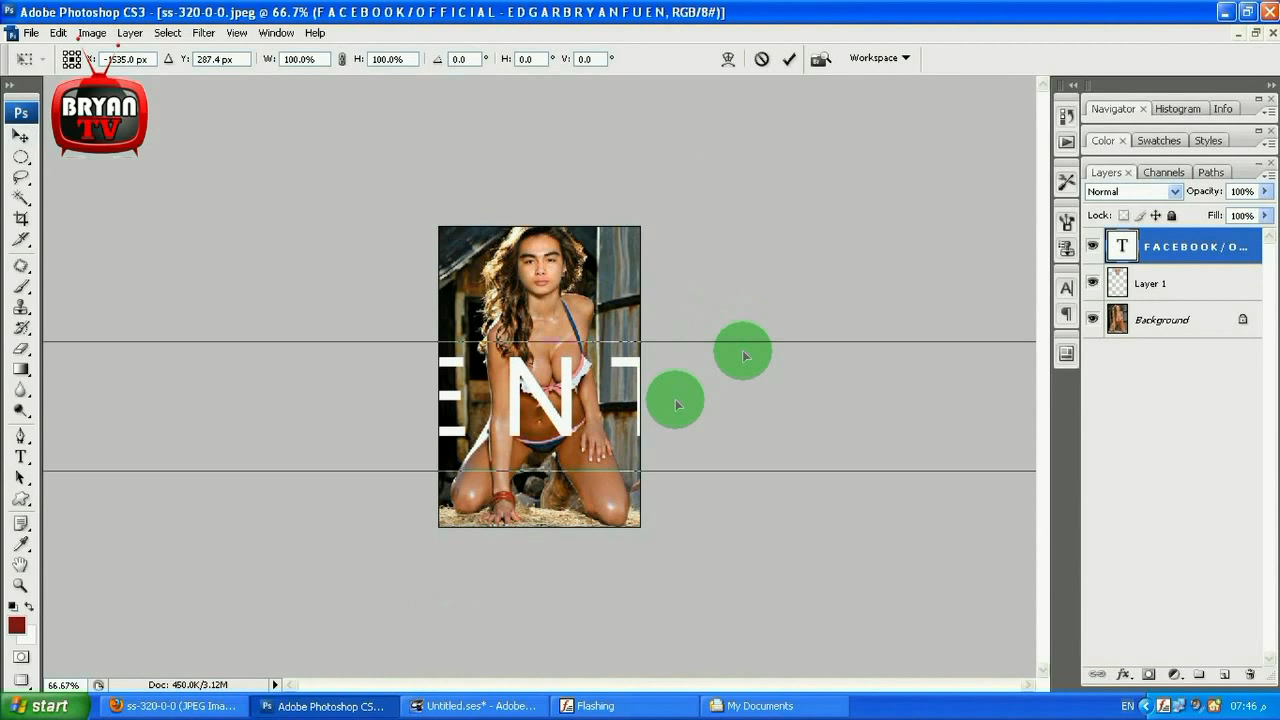 Adobe Photoshop CS3 - [ss-320-0-0.jpeg @ 66.7% (F A C E B O O K / O F F I C I A L - E D G A R B R Y A N F U E N, RGB/8#)]
File Edit Image Layer Select Filter View Window Help
X: -1535.0 px Y: 287.4 px W: 100.0% H: 100.0% 0.0 ° H: 0.0 ° V: 0.0 ° Workspace
BRYAN
TV
Ps
Navigator Histogram Info
Color Swatches Styles
Layers Channels Paths
Normal Opacity: 100%
Lock: Fill: 100%
T F A C E B O O K / O...
Layer 1
Background
E N T
66.67% Doc: 450.0K/3.12M
start ss-320-0-0 (JPEG Ima... Adobe Photoshop CS... Untitled.ses* - Adobe... Flashing My Documents EN 07:46 م